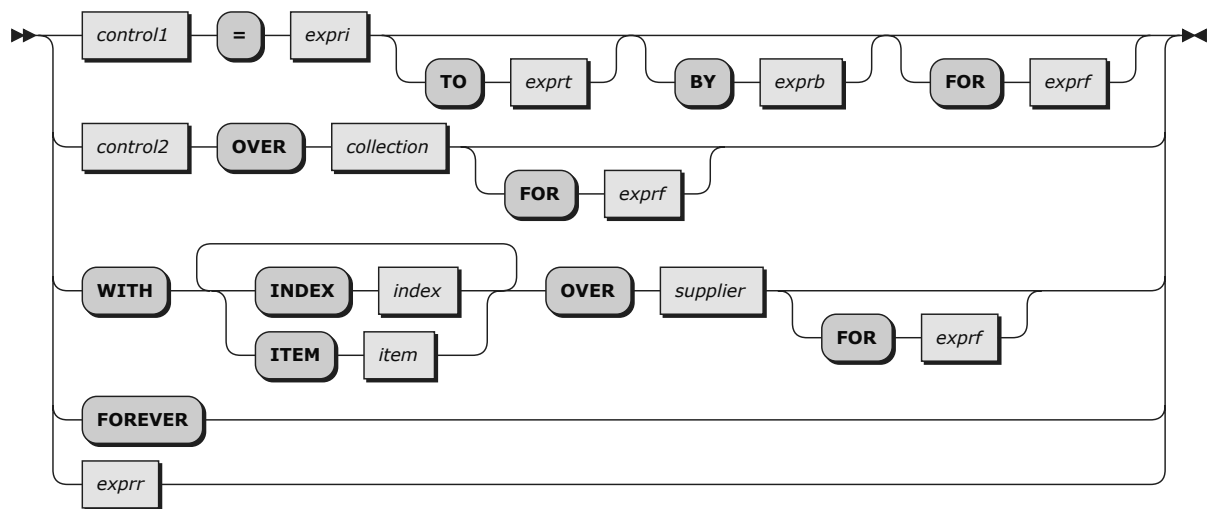 control1 = expri
TO exprt BY exprb FOR exprf
control2 OVER collection
FOR exprf
WITH INDEX index OVER supplier
FOR exprf
ITEM item
FOREVER
exprr